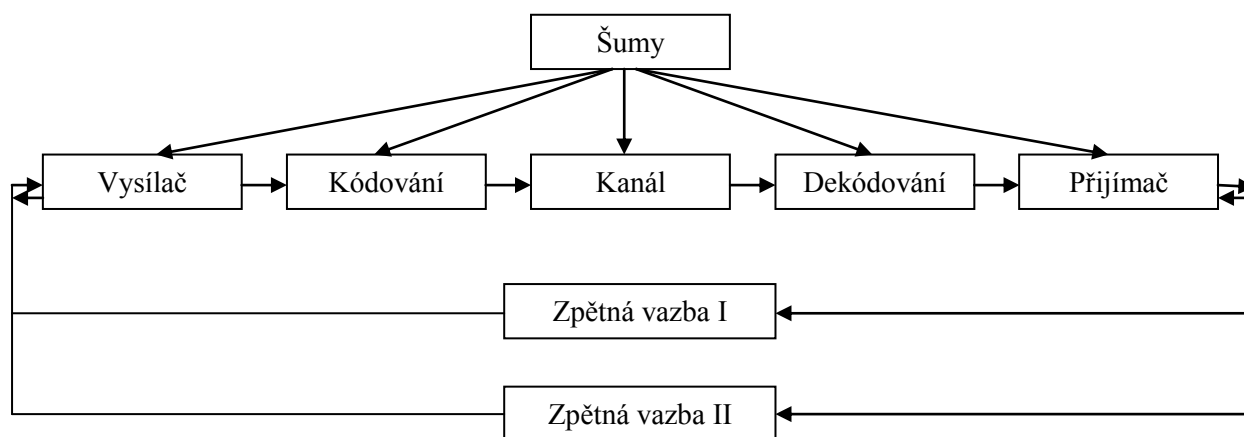 Šumy
Vysílač
Kódování
Kanál
Dekódování
Přijímač
Zpětná vazba I
Zpětná vazba II